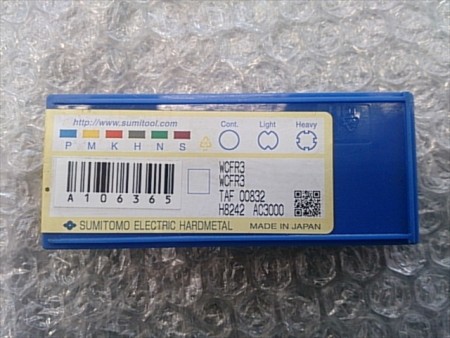 http://www.sumitool.com
Cont. Light Heavy
P M K H N S
WCFR3
WCFR3
TAF 00832
H8242 AC3000
A106365
SUMITOMO ELECTRIC HARDMETAL MADE IN JAPAN